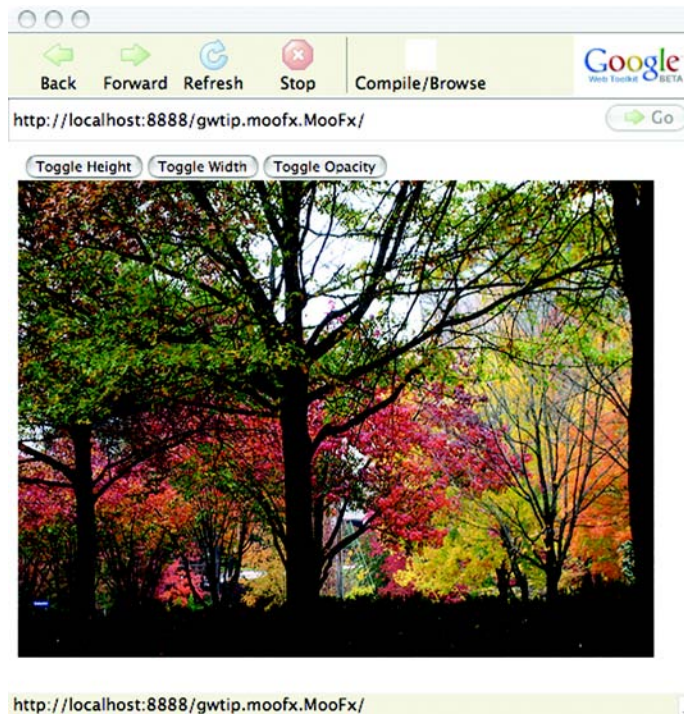 Back Forward Refresh Stop Compile/Browse
Google
Web Toolkit BETA
http://localhost:8888/gwtip.moofx.MooFx/ Go
Toggle Height Toggle Width Toggle Opacity
http://localhost:8888/gwtip.moofx.MooFx/